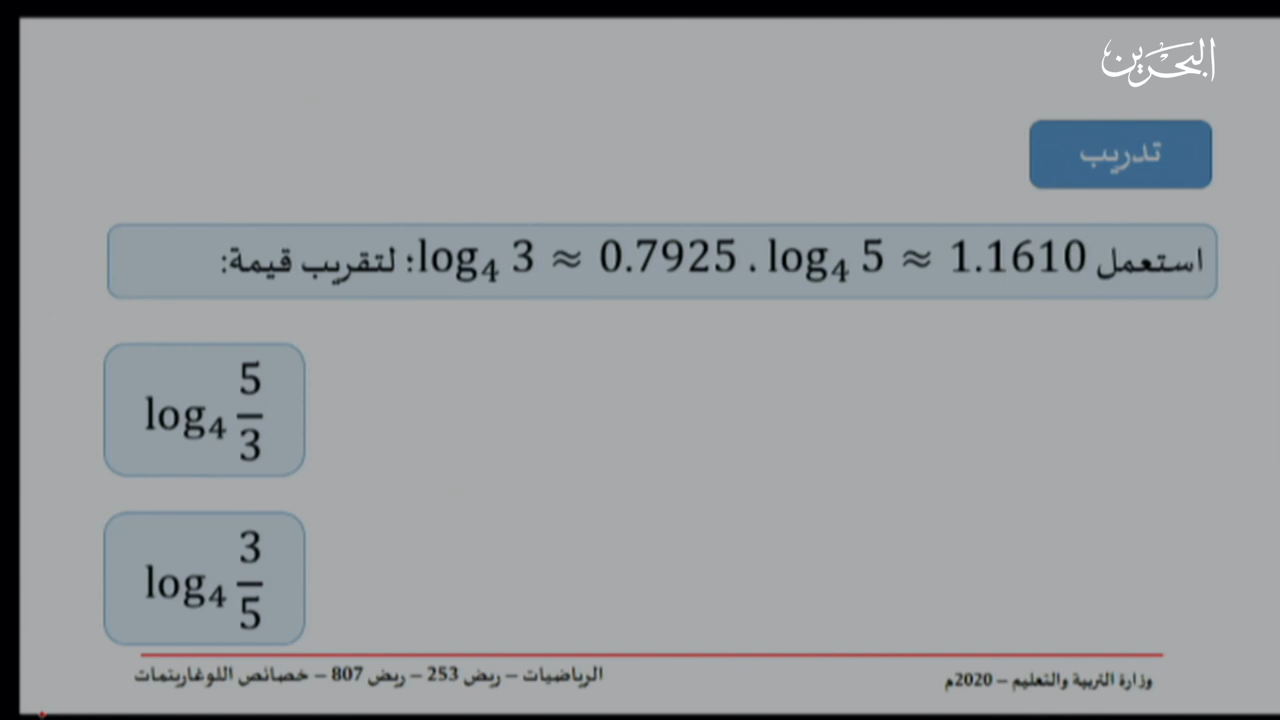 البحرين
تدريب
استعمل log₄ 3 ≈ 0.7925 . log₄ 5 ≈ 1.1610؛ لتقريب قيمة:
log₄ 5/3
log₄ 3/5
وزارة التربية والتعليم – 2020م
الرياضيات – ريض 253 – ريض 807 – خصائص اللوغاريتمات